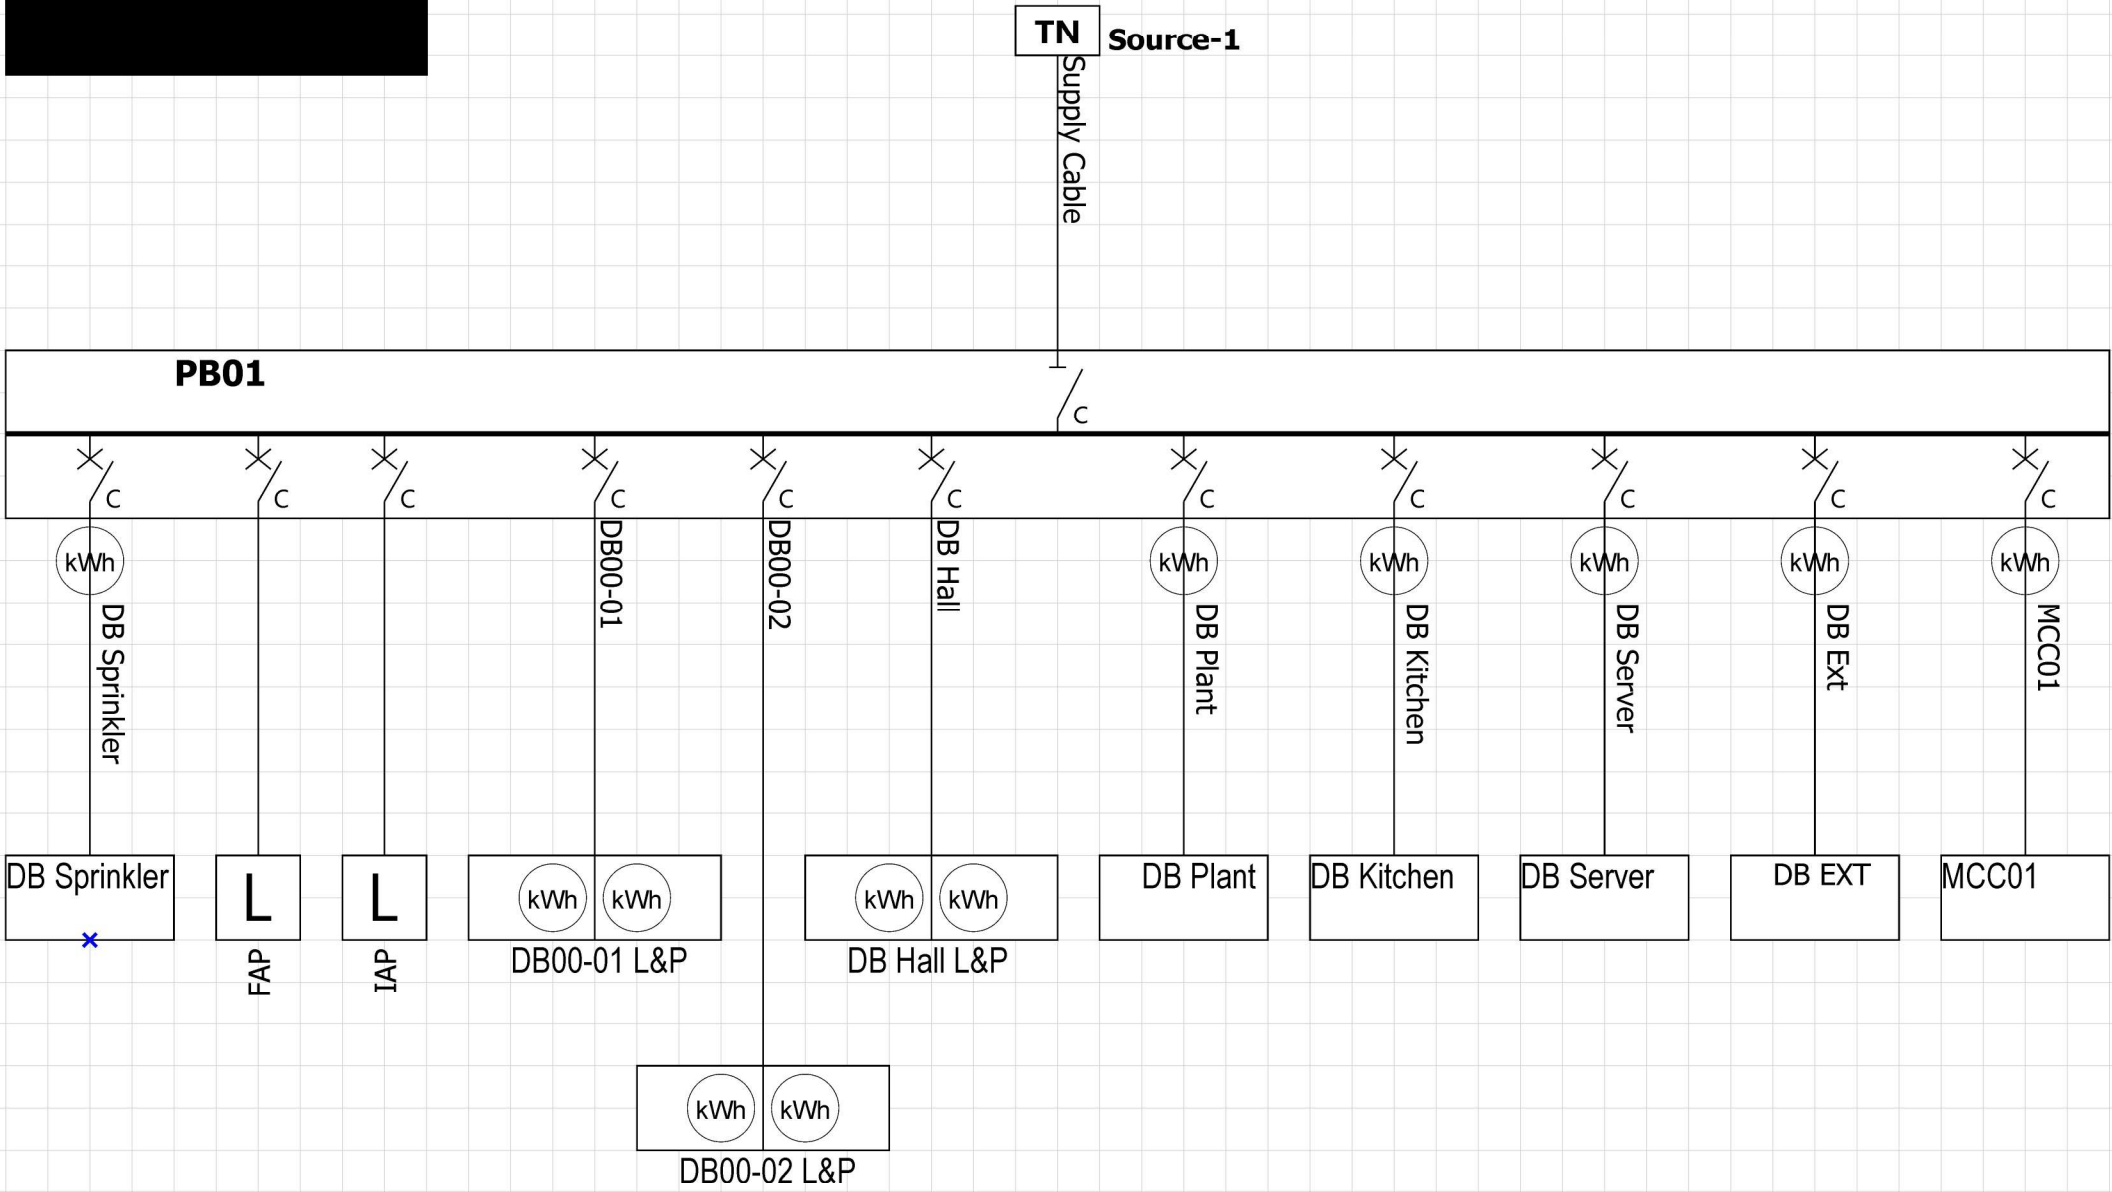 TN
Source-1
Supply Cable
PB01
C
C
C
C
C
C
C
C
C
C
C
C
kWh
kWh
kWh
kWh
kWh
kWh
DB Sprinkler
DB00-01
DB00-02
DB Hall
DB Plant
DB Kitchen
DB Server
DB Ext
MCC01
DB Sprinkler
L
FAP
L
IAP
kWh
kWh
DB00-01 L&P
kWh
kWh
DB Hall L&P
DB Plant
DB Kitchen
DB Server
DB EXT
MCC01
kWh
kWh
DB00-02 L&P